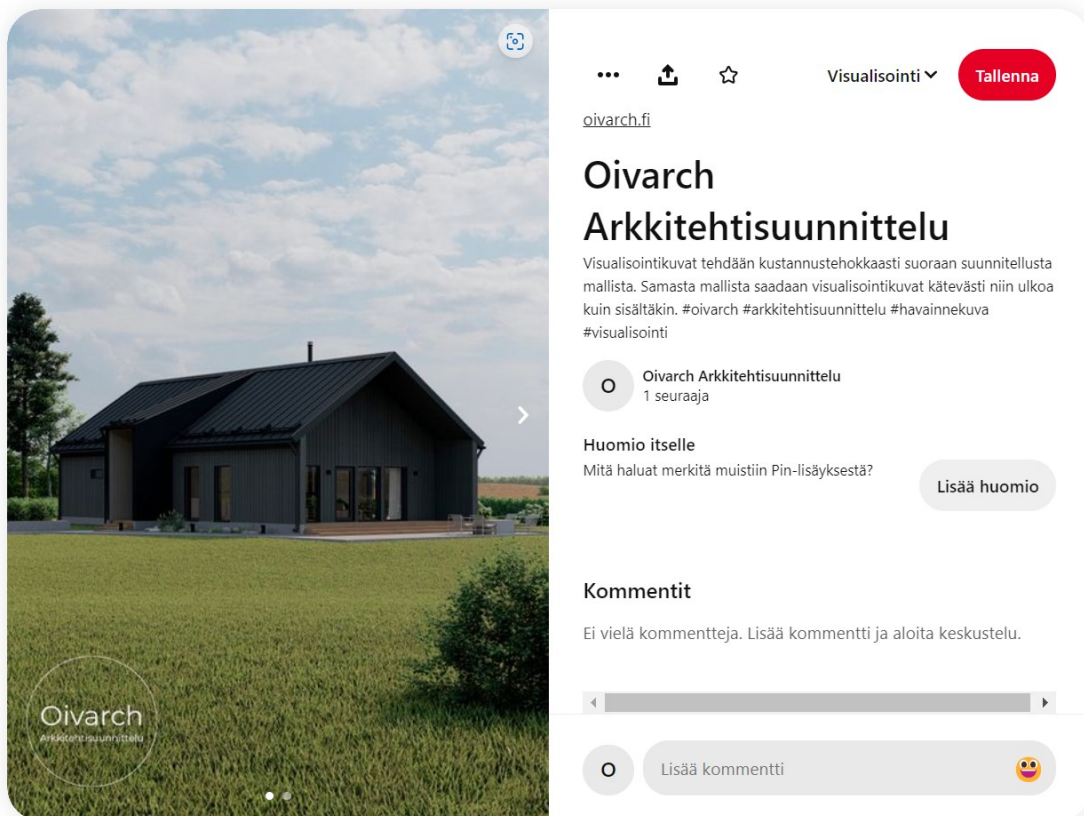 Visualisointi
Tallenna
oivarch.fi
Oivarch
Arkkitehtisuunnittelu
Visualisointikuvat tehdään kustannustehokkaasti suoraan suunnitellusta
mallista. Samasta mallista saadaan visualisointikuvat kätevästi niin ulkoa
kuin sisältäkin. #oivarch #arkkitehtisuunnittelu #havainnekuva
#visualisointi
O
Oivarch Arkkitehtisuunnittelu
1 seuraaja
Huomio itselle
Mitä haluat merkitä muistiin Pin-lisäyksestä?
Lisää huomio
Kommentit
Ei vielä kommentteja. Lisää kommentti ja aloita keskustelu.
O
Lisää kommentti
Oivarch
Arkkitehtisuunnittelu